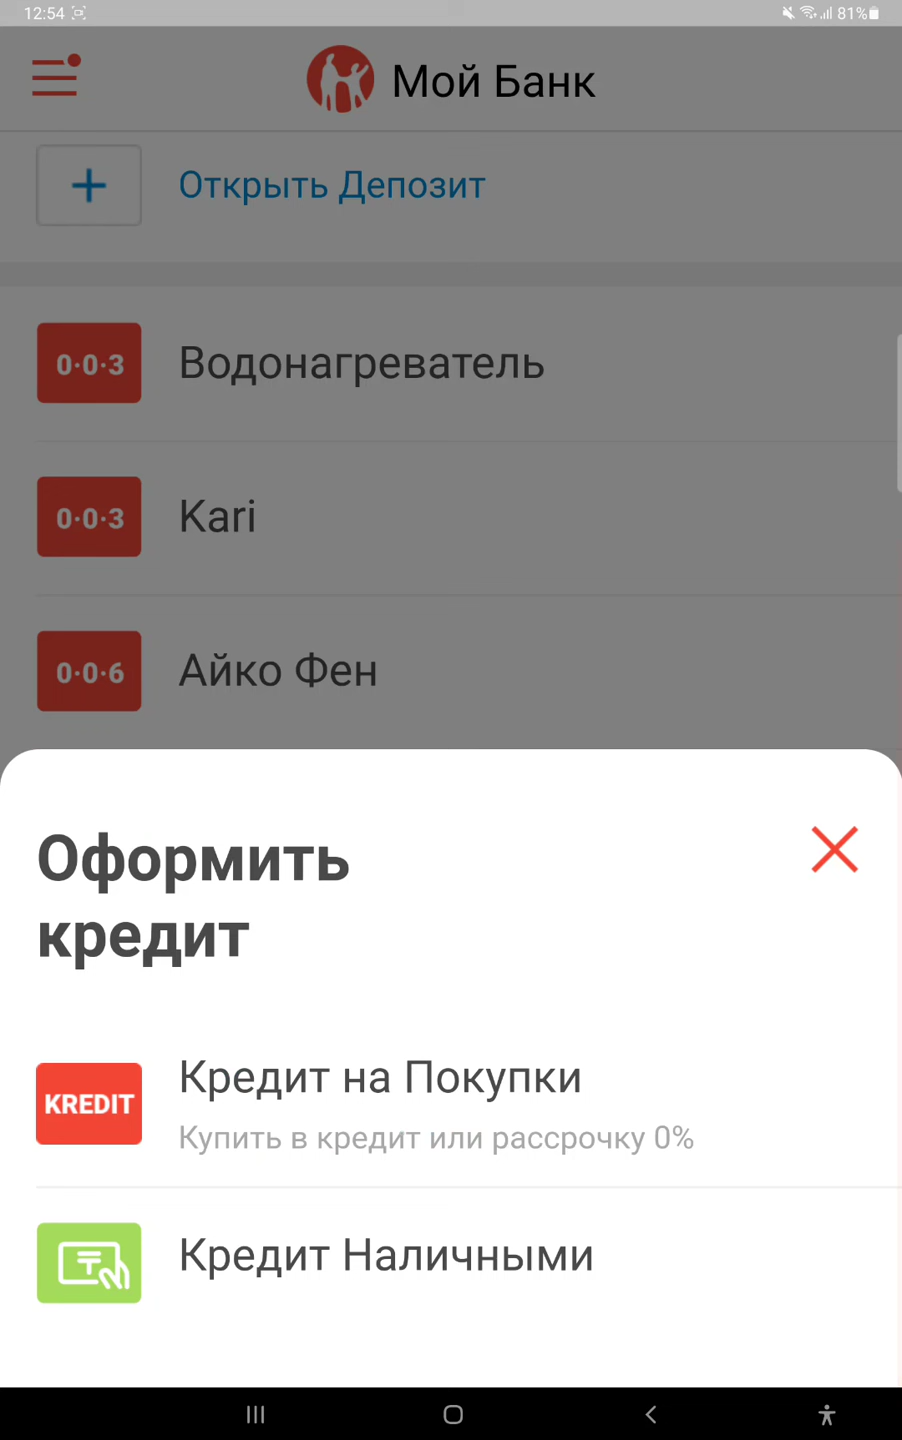 12:54
81%
Мой Банк
Открыть Депозит
0·0·3
Водонагреватель
0·0·3
Kari
0·0·6
Айко Фен
Оформить
кредит
KREDIT
Кредит на Покупки
Купить в кредит или рассрочку 0%
₸
Кредит Наличными